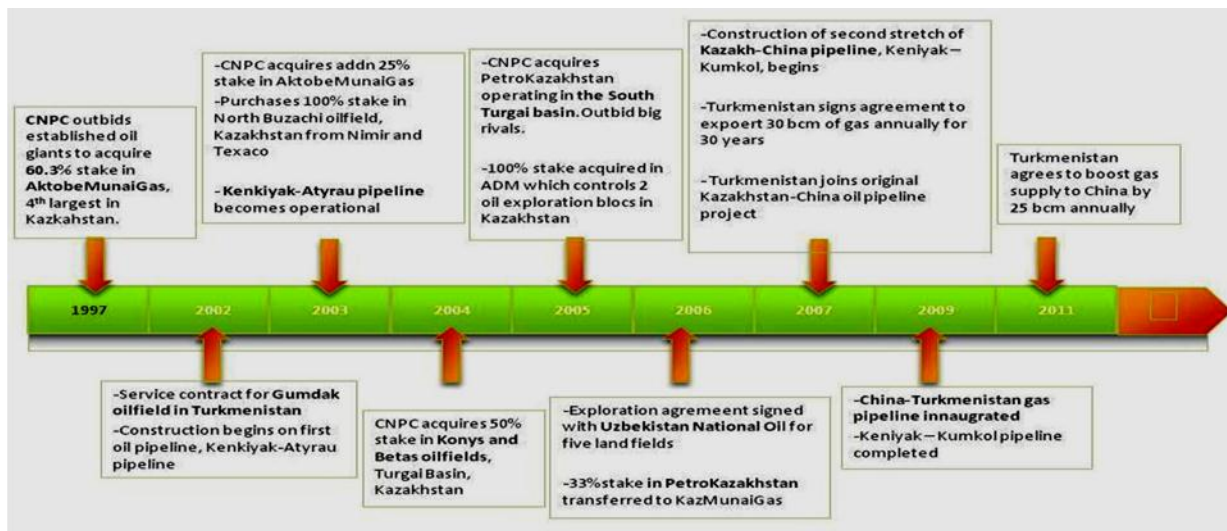 CNPC outbids
established oil
giants to acquire
60.3% stake in
AktobeMunaiGas,
4th largest in
Kazkahstan.
-CNPC acquires addn 25%
stake in AktobeMunaiGas
-Purchases 100% stake in
North Buzachi oilfield,
Kazakhstan from Nimir and
Texaco
-Kenkiyak-Atyrau pipeline
becomes operational
-CNPC acquires
PetroKazakhstan
operating in the South
Turgai basin. Outbid big
rivals.
-100% stake acquired in
ADM which controls 2
oil exploration blocs in
Kazakhstan
-Construction of second stretch of
Kazakh-China pipeline, Keniyak–
Kumkol, begins
-Turkmenistan signs agreement to
expoert 30 bcm of gas annually for
30 years
-Turkmenistan joins original
Kazakhstan-China oil pipeline
project
Turkmenistan
agrees to boost gas
supply to China by
25 bcm annually
1997 2002 2003 2004 2005 2006 2007 2009 2011
-Service contract for Gumdak
oilfield in Turkmenistan
-Construction begins on first
oil pipeline, Kenkiyak-Atyrau
pipeline
CNPC acquires 50%
stake in Konys and
Betas oilfields,
Turgai Basin,
Kazakhstan
-Exploration agreement signed
with Uzbekistan National Oil for
five land fields
-33%stake in PetroKazakhstan
transferred to KazMunaiGas
-China-Turkmenistan gas
pipeline innaugrated
-Keniyak–Kumkol pipeline
completed